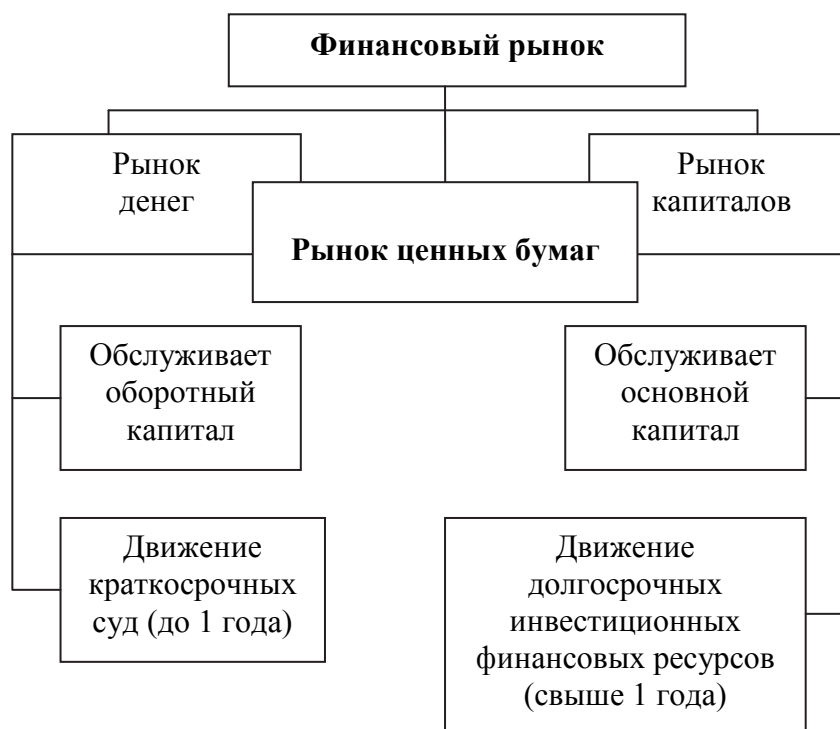 Финансовый рынок
Рынок
денег
Рынок
капиталов
Рынок ценных бумаг
Обслуживает
оборотный
капитал
Обслуживает
основной
капитал
Движение
краткосрочных
суд (до 1 года)
Движение
долгосрочных
инвестиционных
финансовых ресурсов
(свыше 1 года)